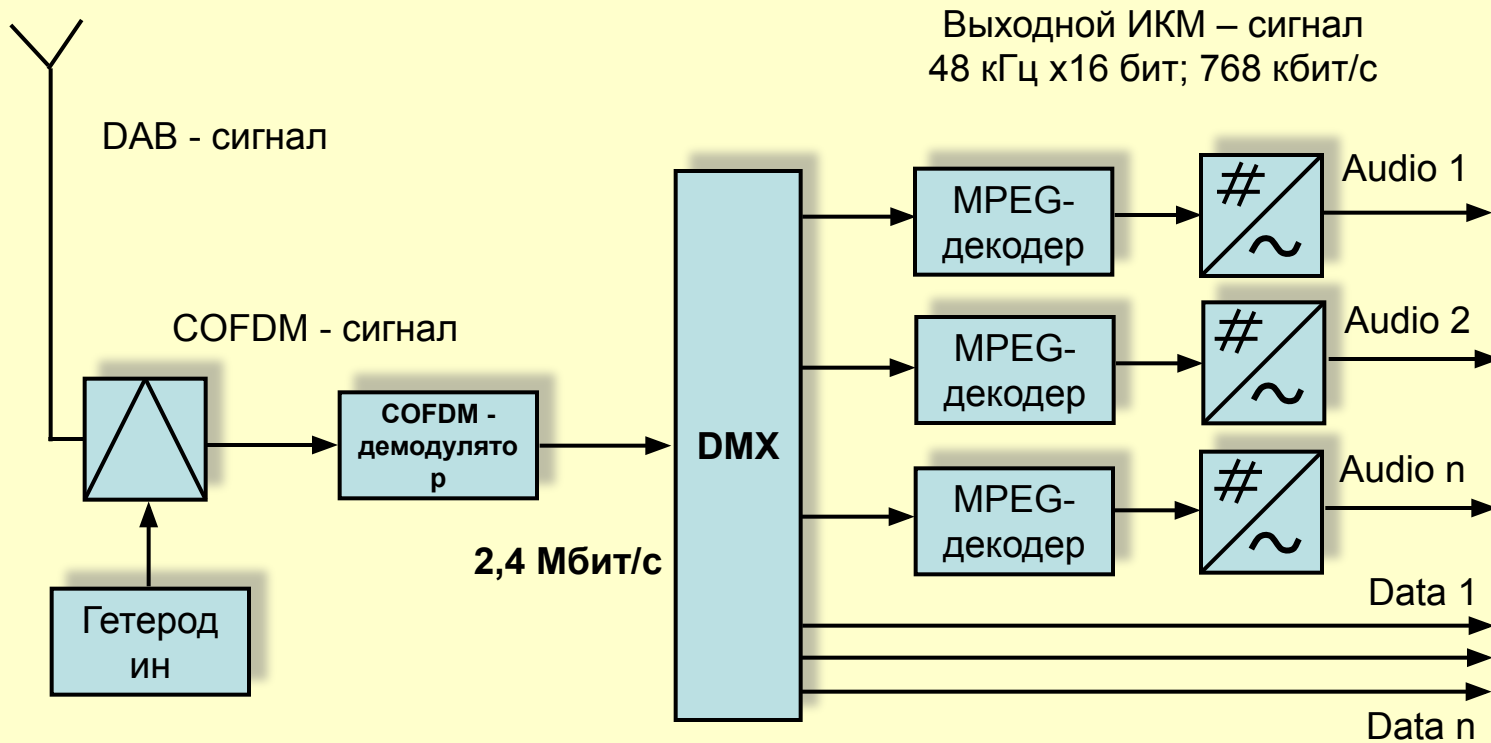 Выходной ИКМ – сигнал
48 кГц х16 бит; 768 кбит/с
DAB - сигнал
COFDM - сигнал
COFDM -
демодулято
р
Гетерод
ин
2,4 Мбит/с
DMX
MPEG-
декодер
#
~
Audio 1
MPEG-
декодер
#
~
Audio 2
MPEG-
декодер
#
~
Audio n
Data 1
Data n